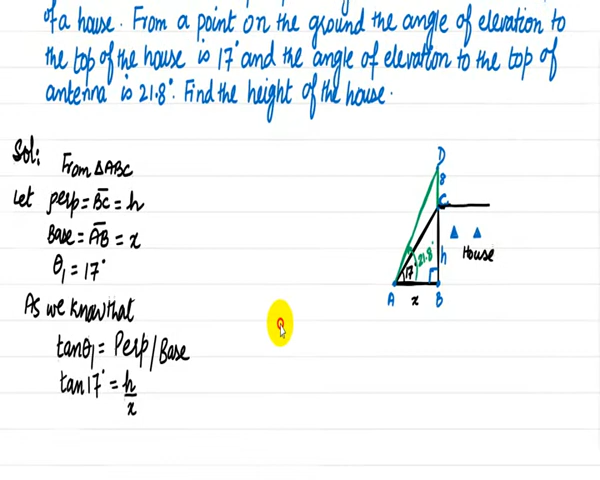 of a house. From a point on the ground the angle of elevation to
the top of the house is 17° and the angle of elevation to the top of
antenna is 21.8°. Find the height of the house.
Sol:
From △ABC
Let perp = B̅C̅ = h
Base = A̅B̅ = x
θ₁ = 17°
As we know that
tanθ₁ = Perp/Base
tan17° = h/x
D
8
C
21.8°
17°
h
House
A
x
B